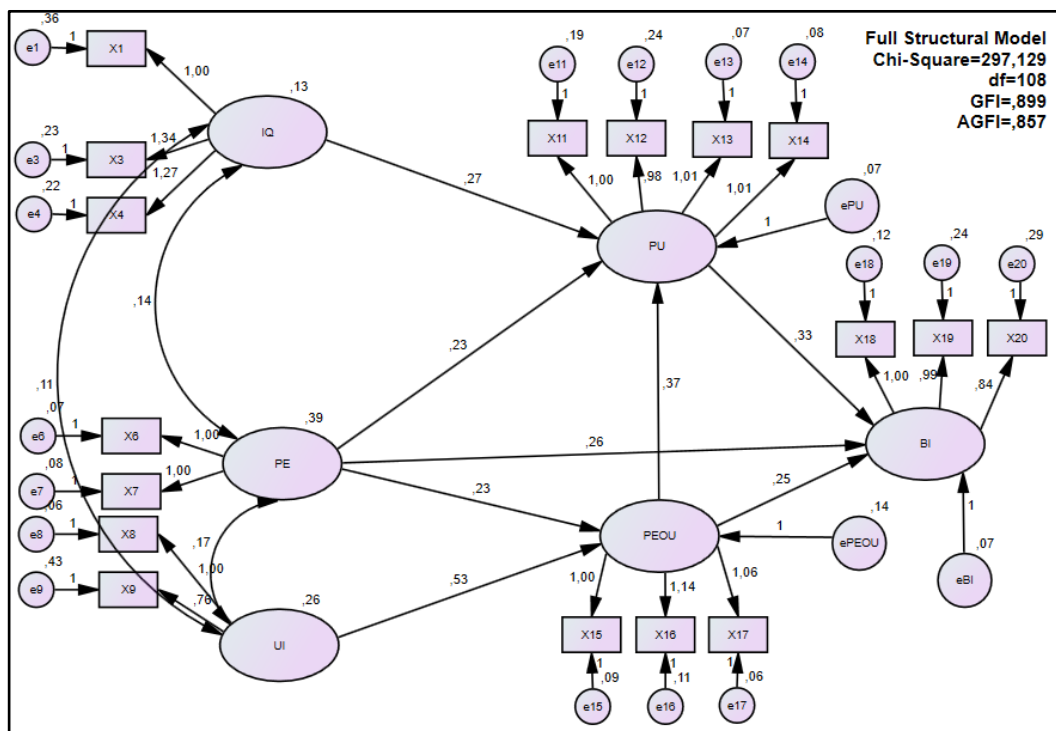 Full Structural Model
Chi-Square=297,129
df=108
GFI=,899
AGFI=,857
,36
e1
1
X1
1,00
,13
IQ
,23
e3
1
X3
1,34
,22
e4
1
X4
1,27
,27
,14
,11
,07
e6
1
X6
1,00
,39
PE
,08
e7
1
X7
1,00
,06
e8
1
X8
1,00
,17
,43
e9
1
X9
,76
,26
UI
,19
e11
1
X11
1,00
,24
e12
1
X12
,98
,07
e13
1
X13
1,01
,08
e14
1
X14
1,01
PU
,07
ePU
1
,23
,37
,33
,26
,23
,53
,25
,12
e18
1
X18
1,00
,24
e19
1
X19
,99
,29
e20
1
X20
,84
BI
1
,07
eBI
PEOU
1
,14
ePEOU
1,00
1,14
1,06
X15
X16
X17
1
,09
e15
1
,11
e16
1
,06
e17